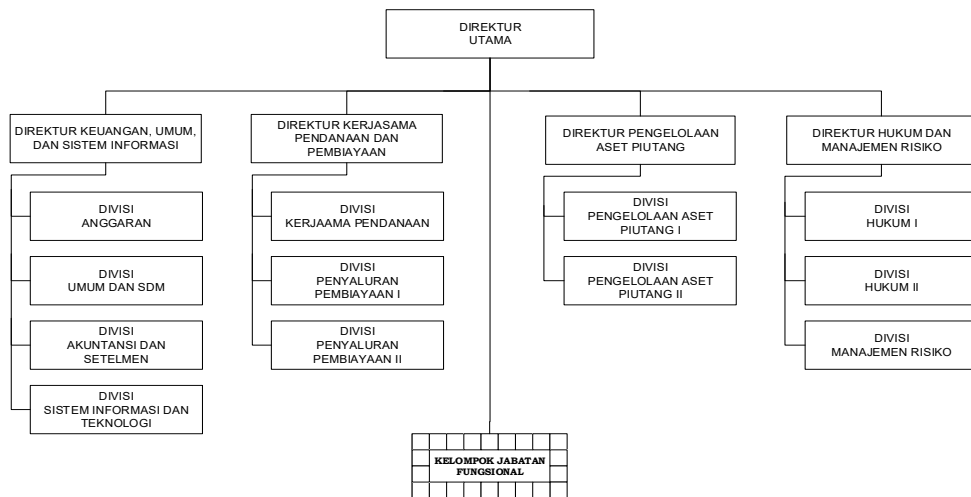 DIREKTUR
UTAMA
DIREKTUR KEUANGAN, UMUM,
DAN SISTEM INFORMASI
DIREKTUR KERJASAMA
PENDANAAN DAN
PEMBIAYAAN
DIREKTUR PENGELOLAAN
ASET PIUTANG
DIREKTUR HUKUM DAN
MANAJEMEN RISIKO
DIVISI
ANGGARAN
DIVISI
UMUM DAN SDM
DIVISI
AKUNTANSI DAN
SETELMEN
DIVISI
SISTEM INFORMASI DAN
TEKNOLOGI
DIVISI
KERJAAMA PENDANAAN
DIVISI
PENYALURAN
PEMBIAYAAN I
DIVISI
PENYALURAN
PEMBIAYAAN II
DIVISI
PENGELOLAAN ASET
PIUTANG I
DIVISI
PENGELOLAAN ASET
PIUTANG II
DIVISI
HUKUM I
DIVISI
HUKUM II
DIVISI
MANAJEMEN RISIKO
KELOMPOK JABATAN
FUNGSIONAL